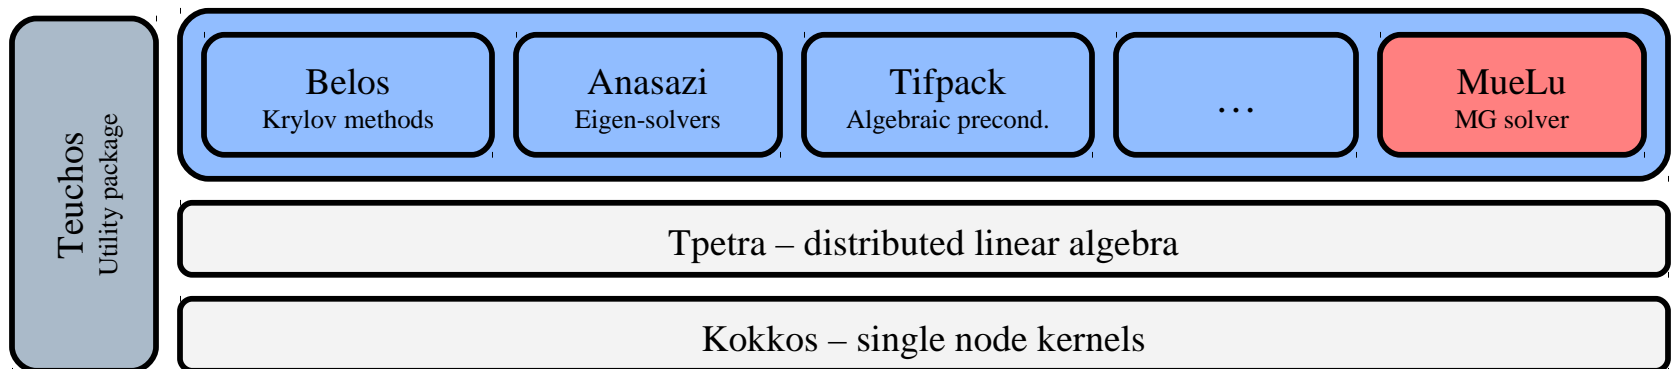 Teuchos
Utility package
Belos
Krylov methods
Anasazi
Eigen-solvers
Tifpack
Algebraic precond.
…
MueLu
MG solver
Tpetra – distributed linear algebra
Kokkos – single node kernels